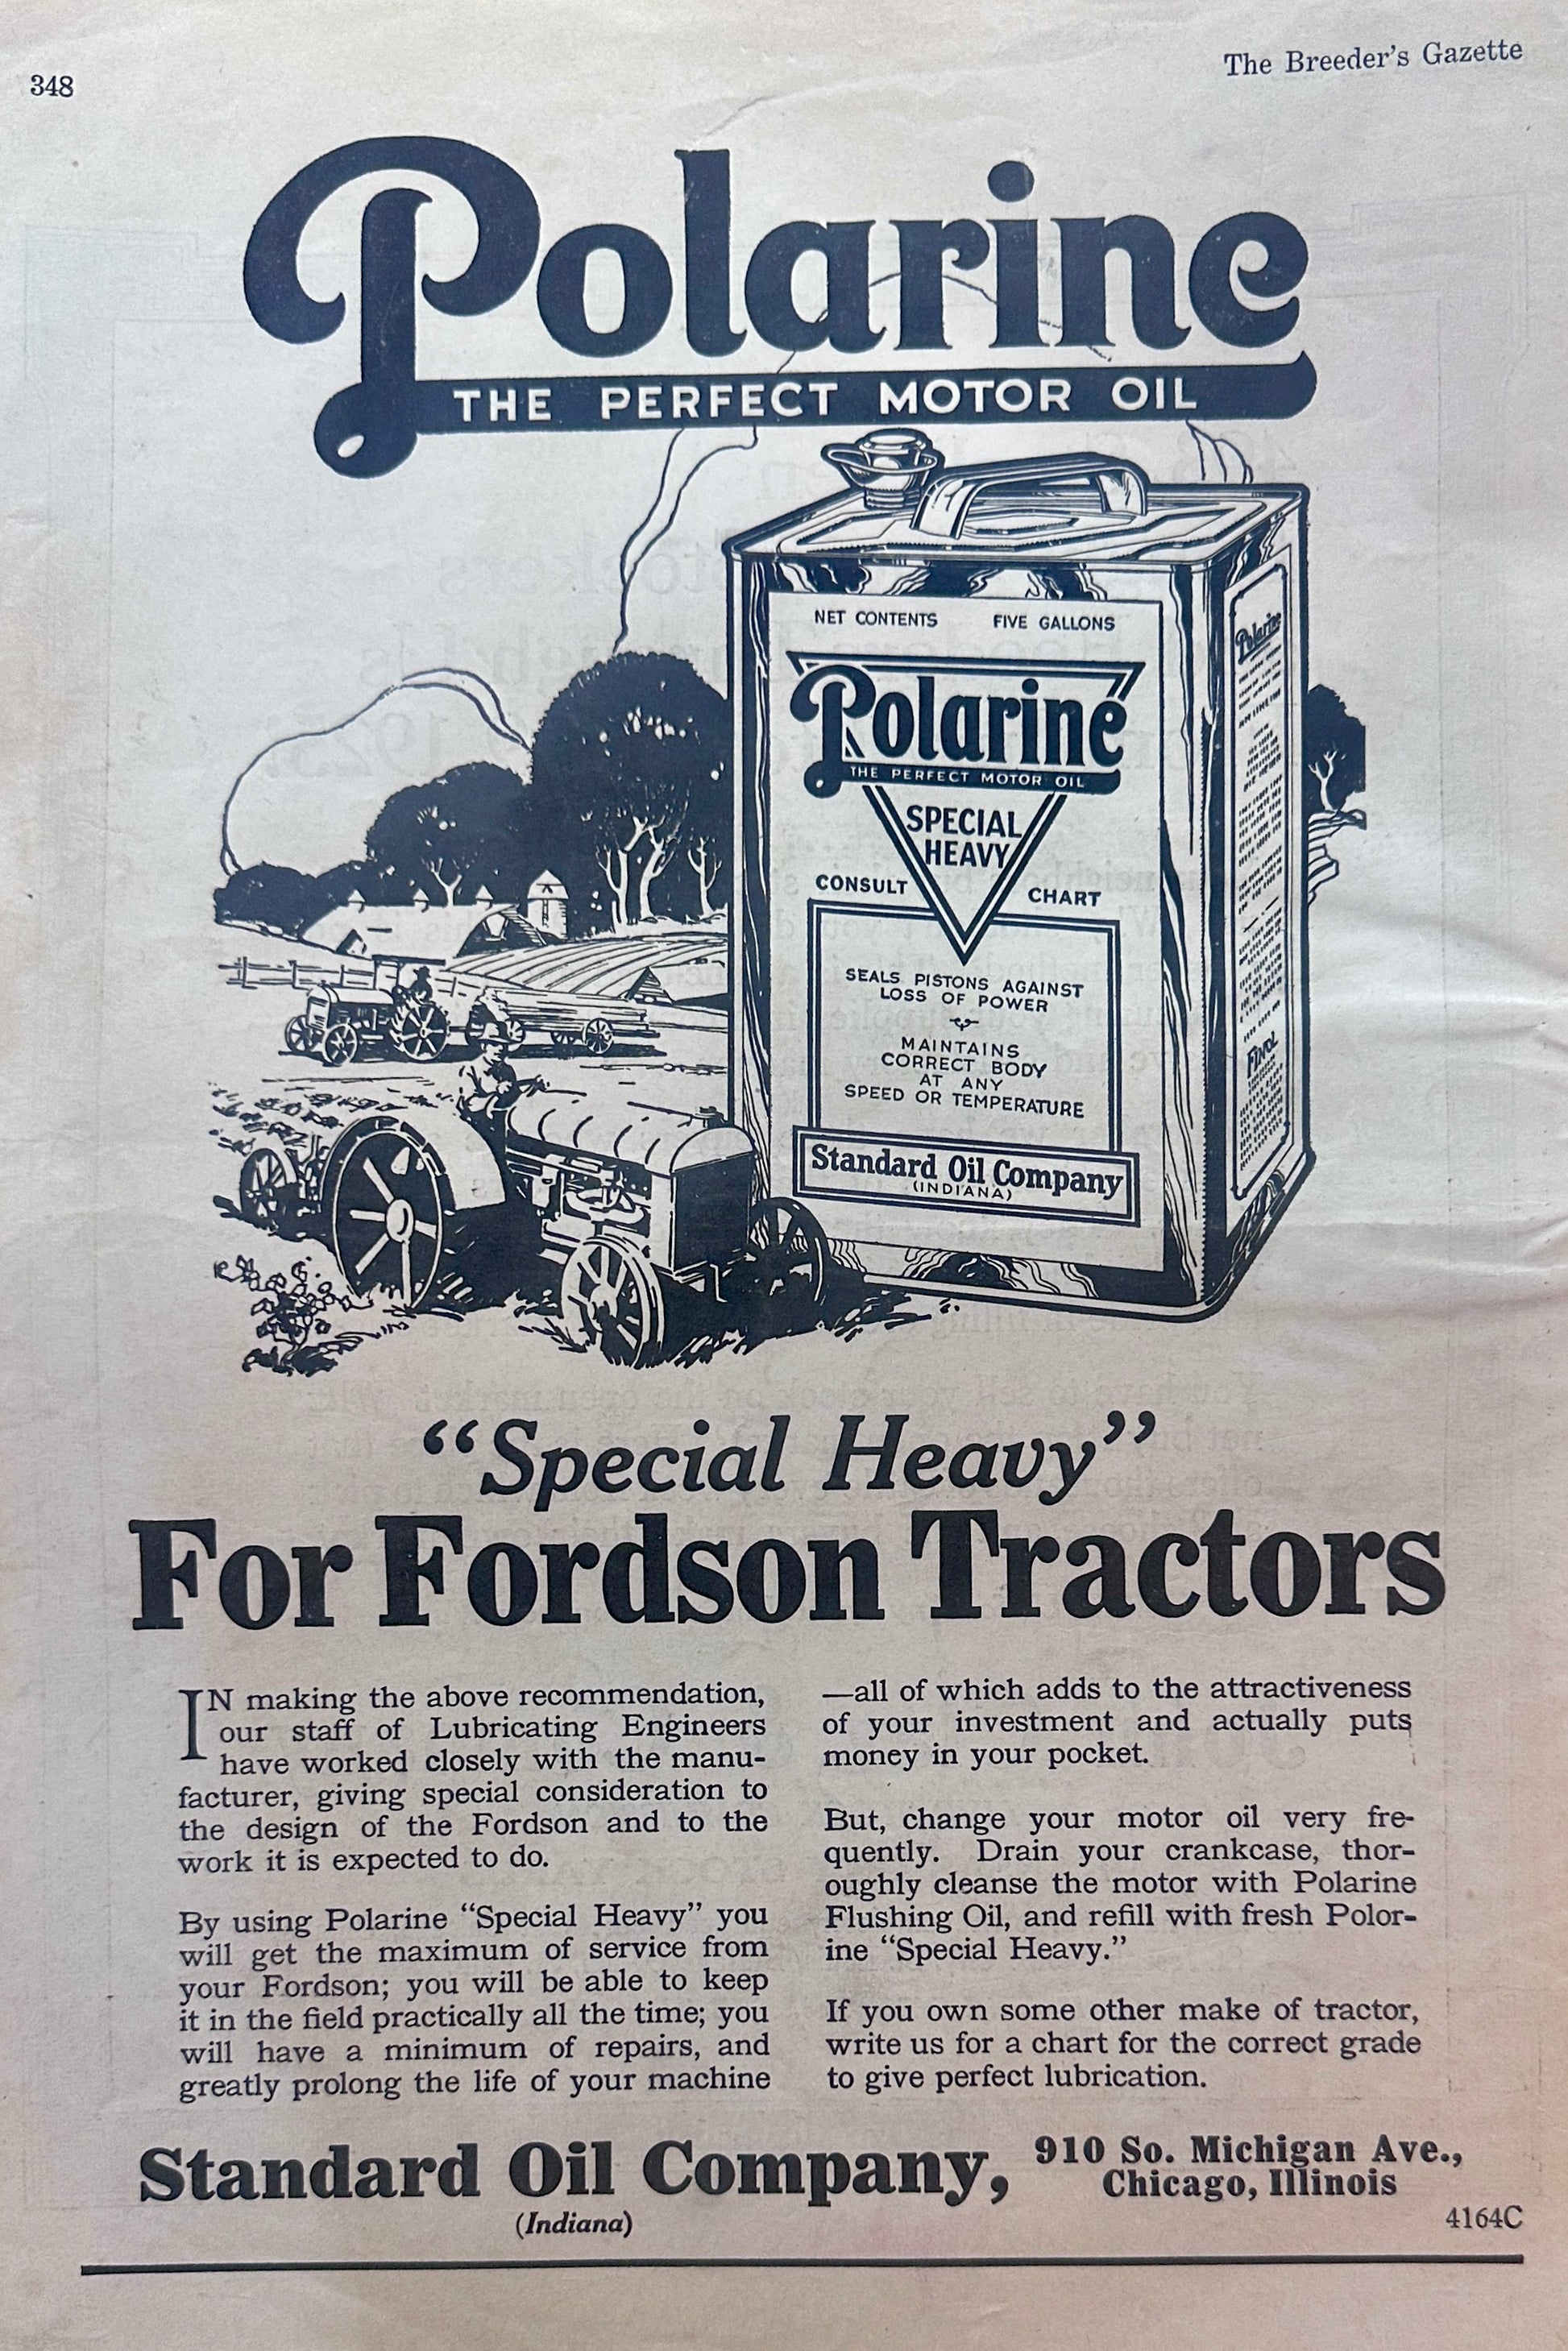 348
The Breeder's Gazette
Polarine
THE PERFECT MOTOR OIL
NET CONTENTS FIVE GALLONS
Polarine
THE PERFECT MOTOR OIL
SPECIAL
HEAVY
CONSULT CHART
SEALS PISTONS AGAINST
LOSS OF POWER
MAINTAINS
CORRECT BODY
AT ANY
SPEED OR TEMPERATURE
Standard Oil Company
(INDIANA)
Polarine
“Special Heavy”
For Fordson Tractors
IN making the above recommendation,
our staff of Lubricating Engineers
have worked closely with the manu-
facturer, giving special consideration to
the design of the Fordson and to the
work it is expected to do.
By using Polarine “Special Heavy” you
will get the maximum of service from
your Fordson; you will be able to keep
it in the field practically all the time; you
will have a minimum of repairs, and
greatly prolong the life of your machine
—all of which adds to the attractiveness
of your investment and actually puts
money in your pocket.
But, change your motor oil very fre-
quently. Drain your crankcase, thor-
oughly cleanse the motor with Polarine
Flushing Oil, and refill with fresh Polor-
ine “Special Heavy.”
If you own some other make of tractor,
write us for a chart for the correct grade
to give perfect lubrication.
Standard Oil Company,
(Indiana)
910 So. Michigan Ave.,
Chicago, Illinois
4164C